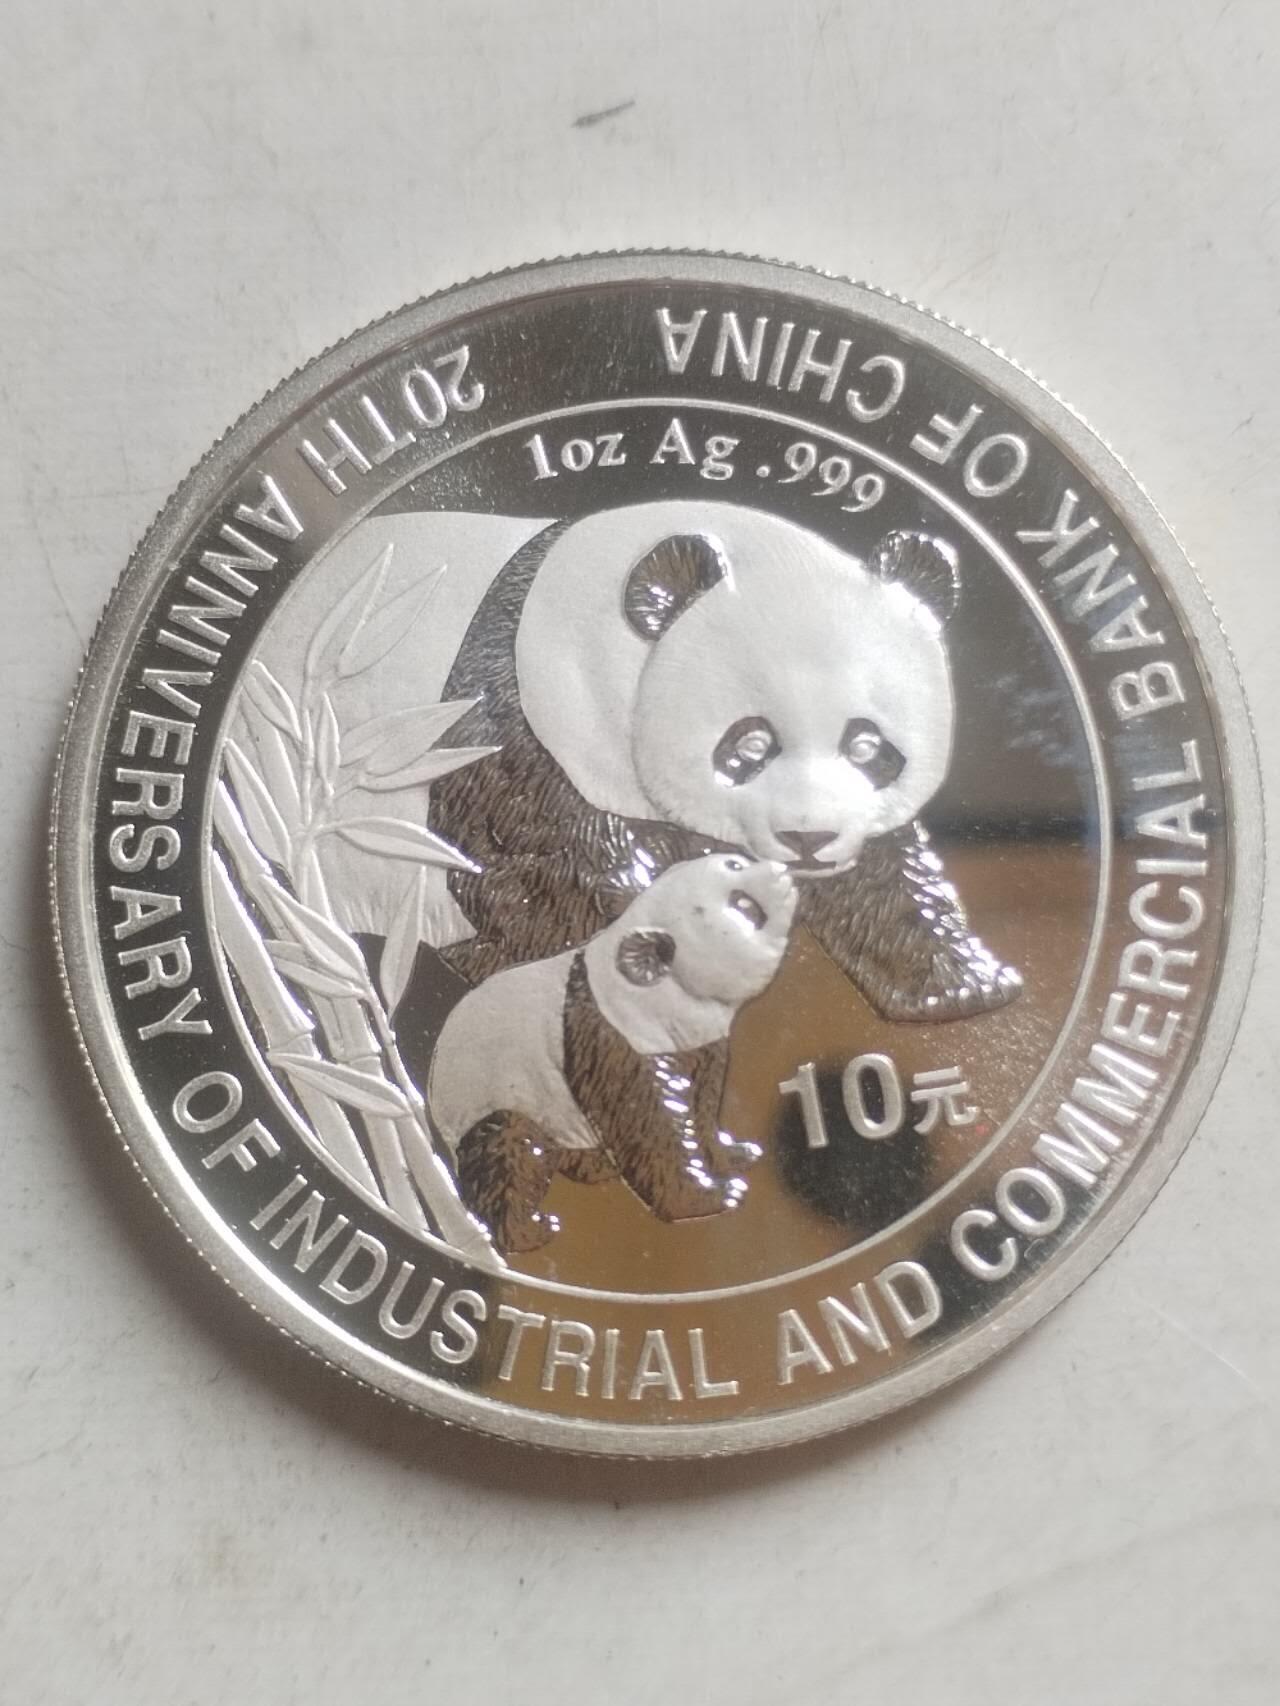 20TH ANNIVERSARY OF INDUSTRIAL AND COMMERCIAL BANK OF CHINA
1oz Ag .999
10元